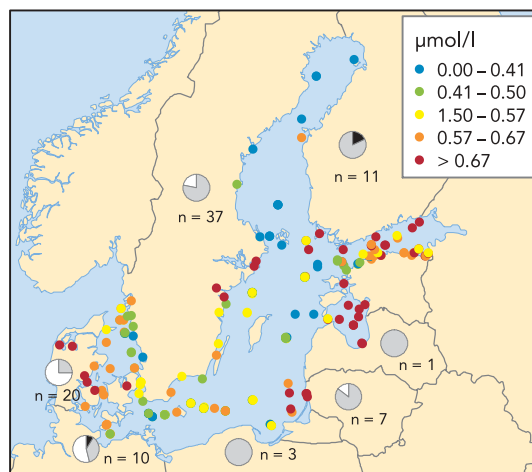 µmol/l
0.00 – 0.41
0.41 – 0.50
1.50 – 0.57
0.57 – 0.67
> 0.67
n = 11
n = 37
n = 1
n = 20
n = 7
n = 10
n = 3